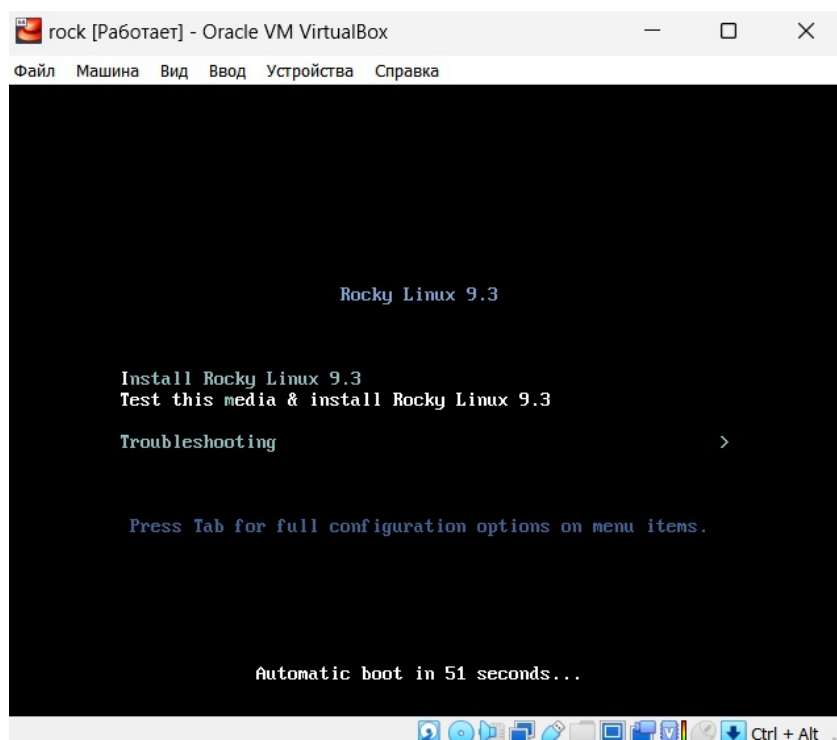 rock [Работает] - Oracle VM VirtualBox
Файл Машина Вид Ввод Устройства Справка
Rocky Linux 9.3
Install Rocky Linux 9.3
Test this media & install Rocky Linux 9.3
Troubleshooting >
Press Tab for full configuration options on menu items.
Automatic boot in 51 seconds...
Ctrl + Alt